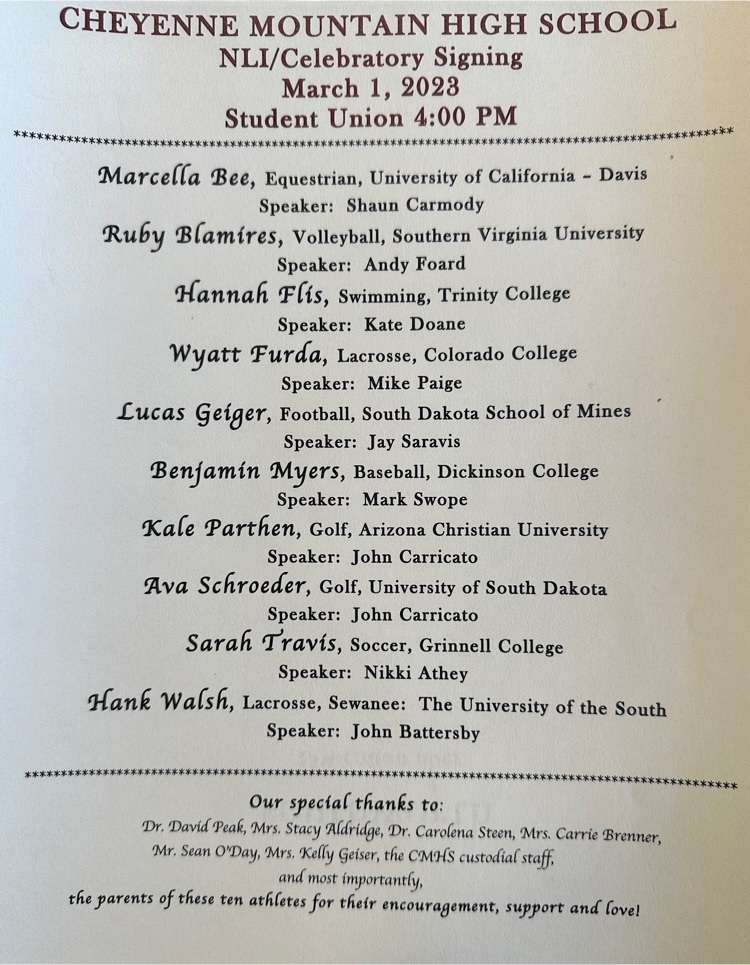 CHEYENNE MOUNTAIN HIGH SCHOOL
NLI/Celebratory Signing
March 1, 2023
Student Union 4:00 PM
Marcella Bee, Equestrian, University of California – Davis
Speaker: Shaun Carmody
Ruby Blamires, Volleyball, Southern Virginia University
Speaker: Andy Foard
Hannah Flis, Swimming, Trinity College
Speaker: Kate Doane
Wyatt Furda, Lacrosse, Colorado College
Speaker: Mike Paige
Lucas Geiger, Football, South Dakota School of Mines
Speaker: Jay Saravis
Benjamin Myers, Baseball, Dickinson College
Speaker: Mark Swope
Kale Parthen, Golf, Arizona Christian University
Speaker: John Carricato
Ava Schroeder, Golf, University of South Dakota
Speaker: John Carricato
Sarah Travis, Soccer, Grinnell College
Speaker: Nikki Athey
Hank Walsh, Lacrosse, Sewanee: The University of the South
Speaker: John Battersby
Our special thanks to:
Dr. David Peak, Mrs. Stacy Aldridge, Dr. Carolena Steen, Mrs. Carrie Brenner,
Mr. Sean O'Day, Mrs. Kelly Geiser, the CMHS custodial staff,
and most importantly,
the parents of these ten athletes for their encouragement, support and love!